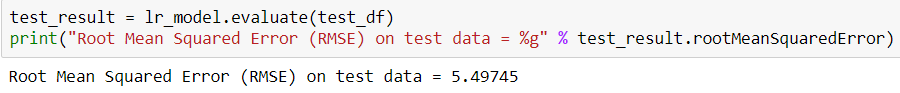 test_result = lr_model.evaluate(test_df)
print("Root Mean Squared Error (RMSE) on test data = %g" % test_result.rootMeanSquaredError)
Root Mean Squared Error (RMSE) on test data = 5.49745